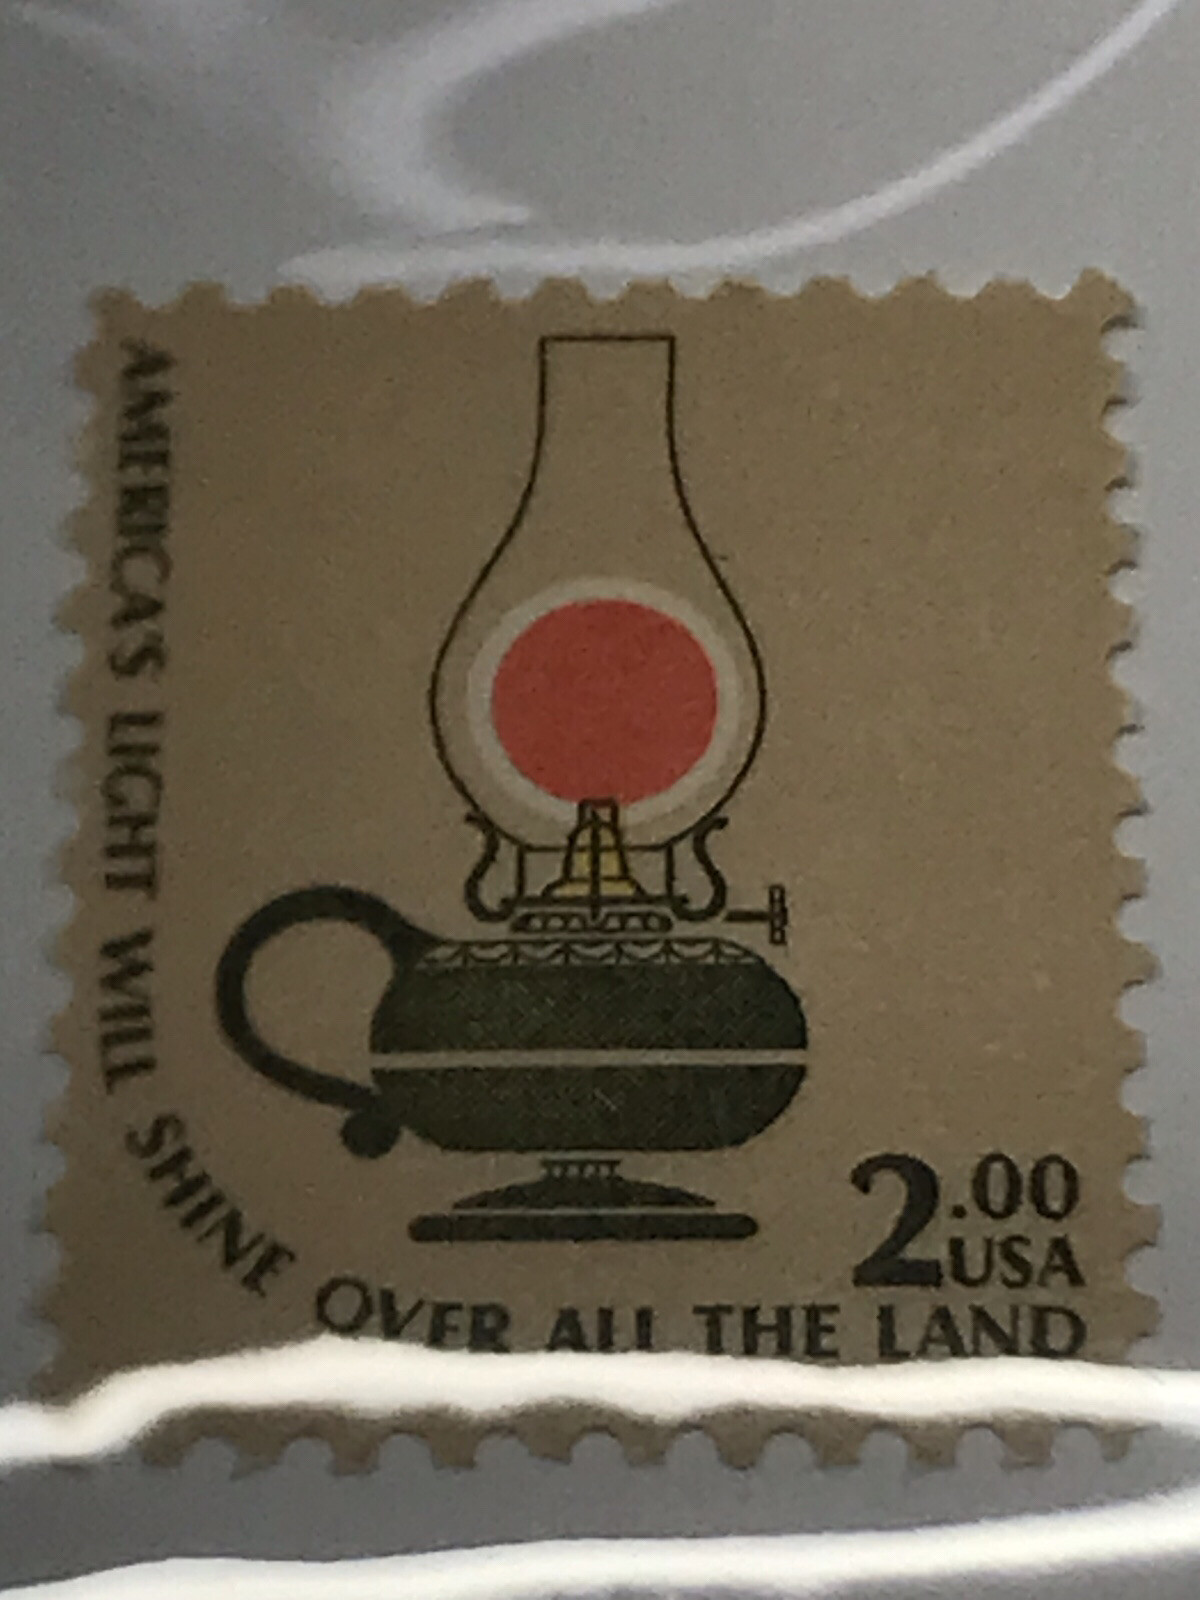 AMERICA'S LIGHT WILL SHINE OVER ALL THE LAND
2.00
USA